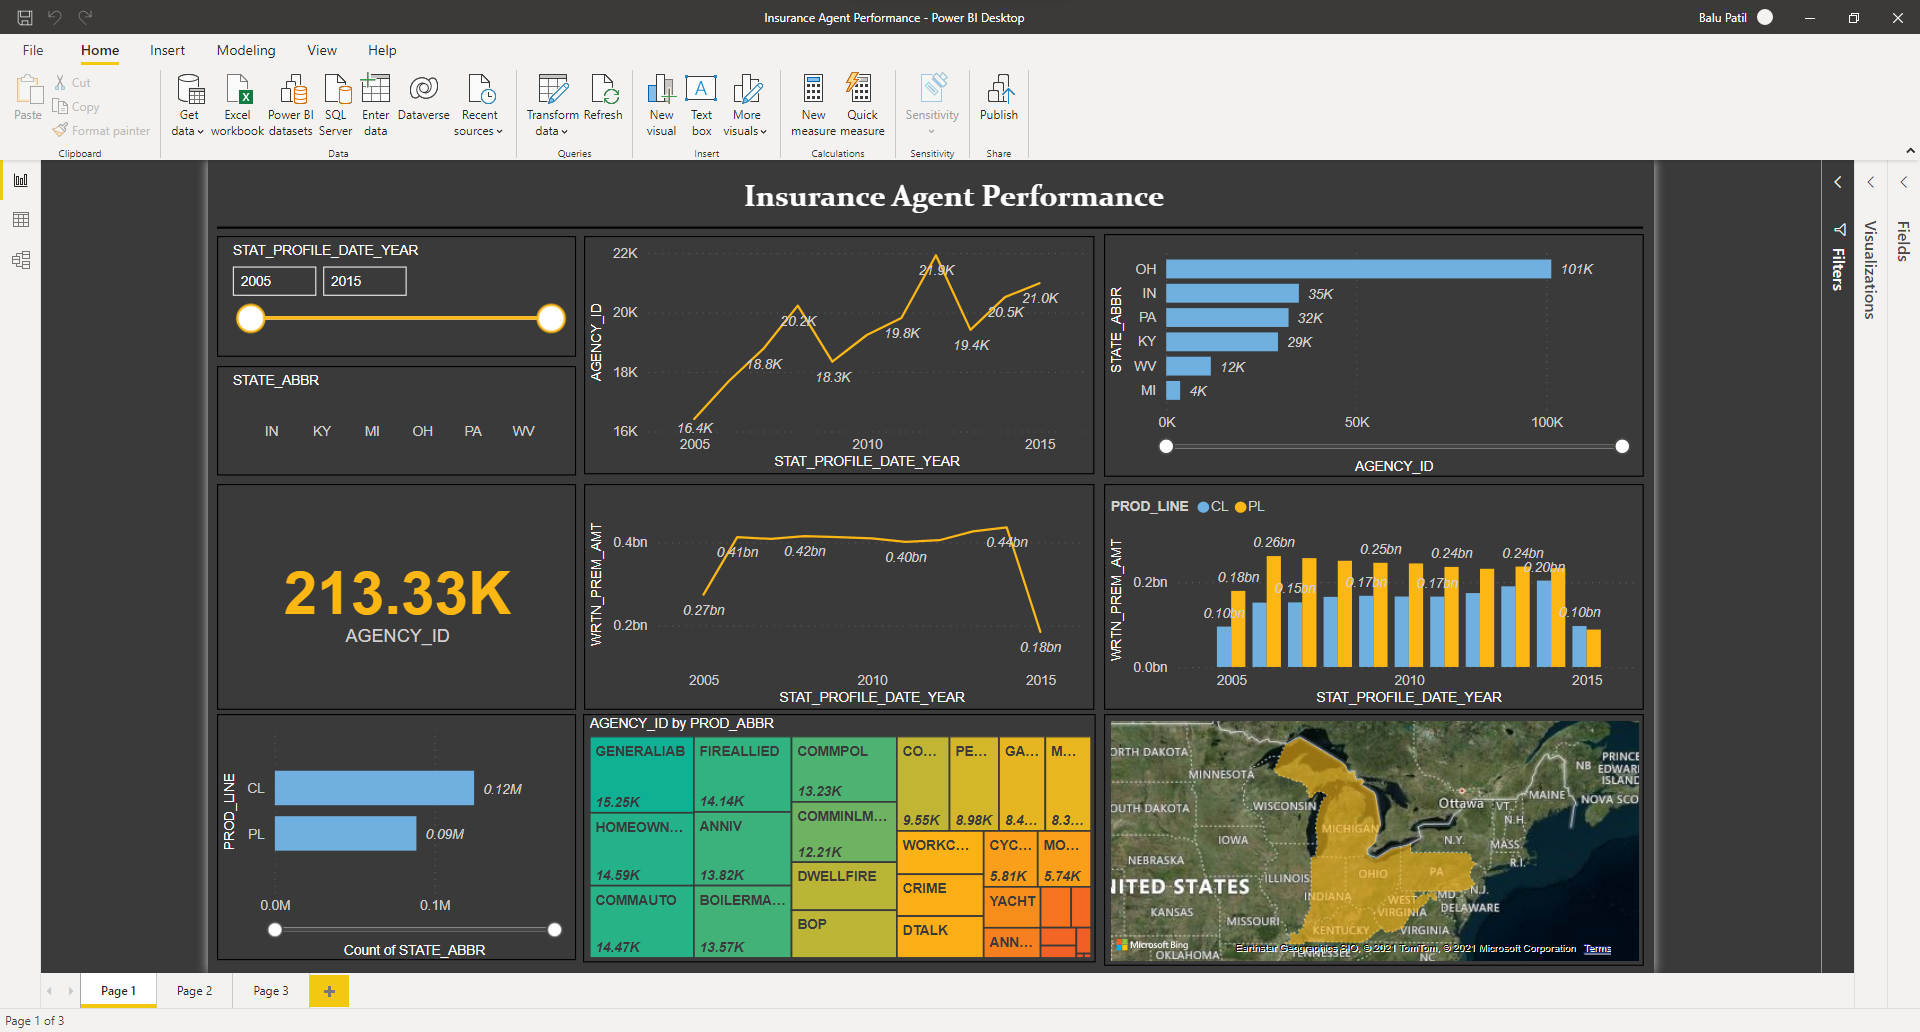 Insurance Agent Performance - Power BI Desktop
Balu Patil
File Home Insert Modeling View Help
Paste
Cut
Copy
Format painter
Clipboard
Get data
Excel workbook
Power BI datasets
SQL Server
Enter data
Dataverse
Recent sources
Data
Transform data
Refresh
Queries
New visual
Text box
More visuals
Insert
New measure
Quick measure
Calculations
Sensitivity
Sensitivity
Publish
Share
Insurance Agent Performance
Filters
Visualizations
Fields
STAT_PROFILE_DATE_YEAR
2005 2015
STATE_ABBR
IN KY MI OH PA WV
AGENCY_ID
22K
20K
18K
16K
16.4K
18.8K
20.2K
18.3K
19.8K
21.9K
19.4K
20.5K
21.0K
2005 2010 2015
STAT_PROFILE_DATE_YEAR
STATE_ABBR
OH 101K
IN 35K
PA 32K
KY 29K
WV 12K
MI 4K
0K 50K 100K
AGENCY_ID
213.33K
AGENCY_ID
WRTN_PREM_AMT
0.4bn
0.2bn
0.27bn
0.41bn
0.42bn
0.40bn
0.44bn
0.18bn
2005 2010 2015
STAT_PROFILE_DATE_YEAR
PROD_LINE CL PL
WRTN_PREM_AMT
0.2bn
0.0bn
0.10bn
0.18bn
0.26bn
0.15bn
0.17bn
0.25bn
0.17bn
0.24bn
0.24bn
0.20bn
0.10bn
2005 2010 2015
STAT_PROFILE_DATE_YEAR
PROD_LINE
CL 0.12M
PL 0.09M
0.0M 0.1M
Count of STATE_ABBR
AGENCY_ID by PROD_ABBR
GENERALIAB
15.25K
HOMEOWN...
14.59K
COMMAUTO
14.47K
FIREALLIED
14.14K
ANNIV
13.82K
BOILERMA...
13.57K
COMMPOL
13.23K
COMMINLM...
12.21K
DWELLFIRE
BOP
CO...
9.55K
PE...
8.98K
GA...
8.4...
M...
8.3...
WORKC...
CRIME
DTALK
CYC...
5.81K
MO...
5.74K
YACHT
ANN...
ORTH DAKOTA
MINNESOTA
OUTH DAKOTA
WISCONSIN
MICHIGAN
Ottawa
VT.
MAINE
NB
PRINCE
EDWAR
ISLAND
NOVA SCO
N.H.
IOWA
N.Y.
MASS
R.I.
NEBRASKA
NITED STATES
ILLINOIS
INDIANA
OHIO
PA
N.J.
MD
DELAWARE
KANSAS
MISSOURI
WEST
VIRGINIA
KENTUCKY
VIRGINIA
OKLAHOMA
TENNESSEE
NC
Microsoft Bing
Earthstar Geographics SIO, © 2021 TomTom, © 2021 Microsoft Corporation Terms
Page 1 Page 2 Page 3
Page 1 of 3